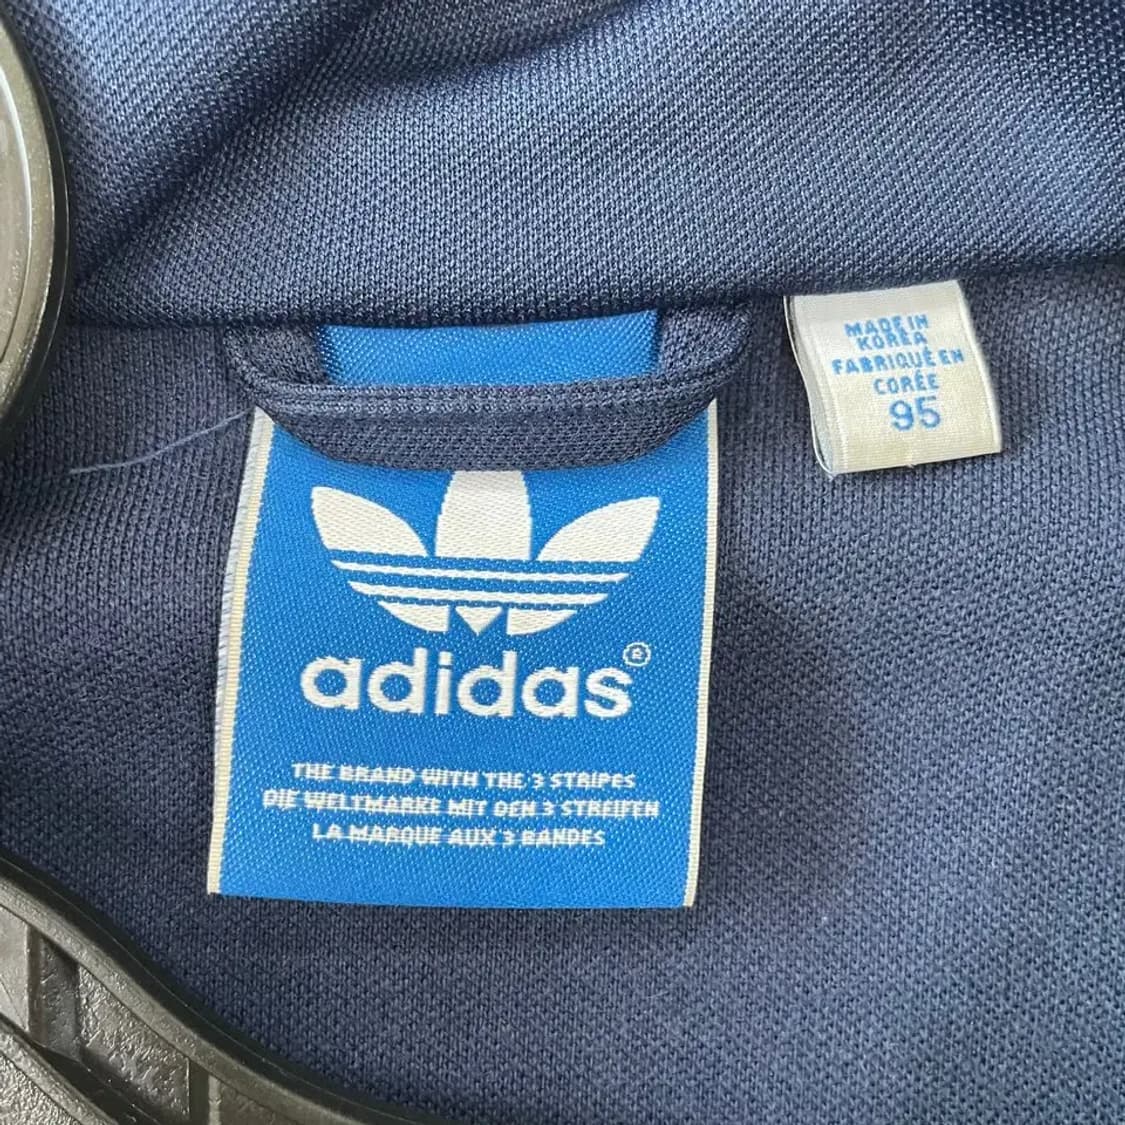 MADE IN
KOREA
FABRIQUÉ EN
CORÉE
95
adidas®
THE BRAND WITH THE 3 STRIPES
DIE WELTMARKE MIT DEN 3 STREIFEN
LA MARQUE AUX 3 BANDES